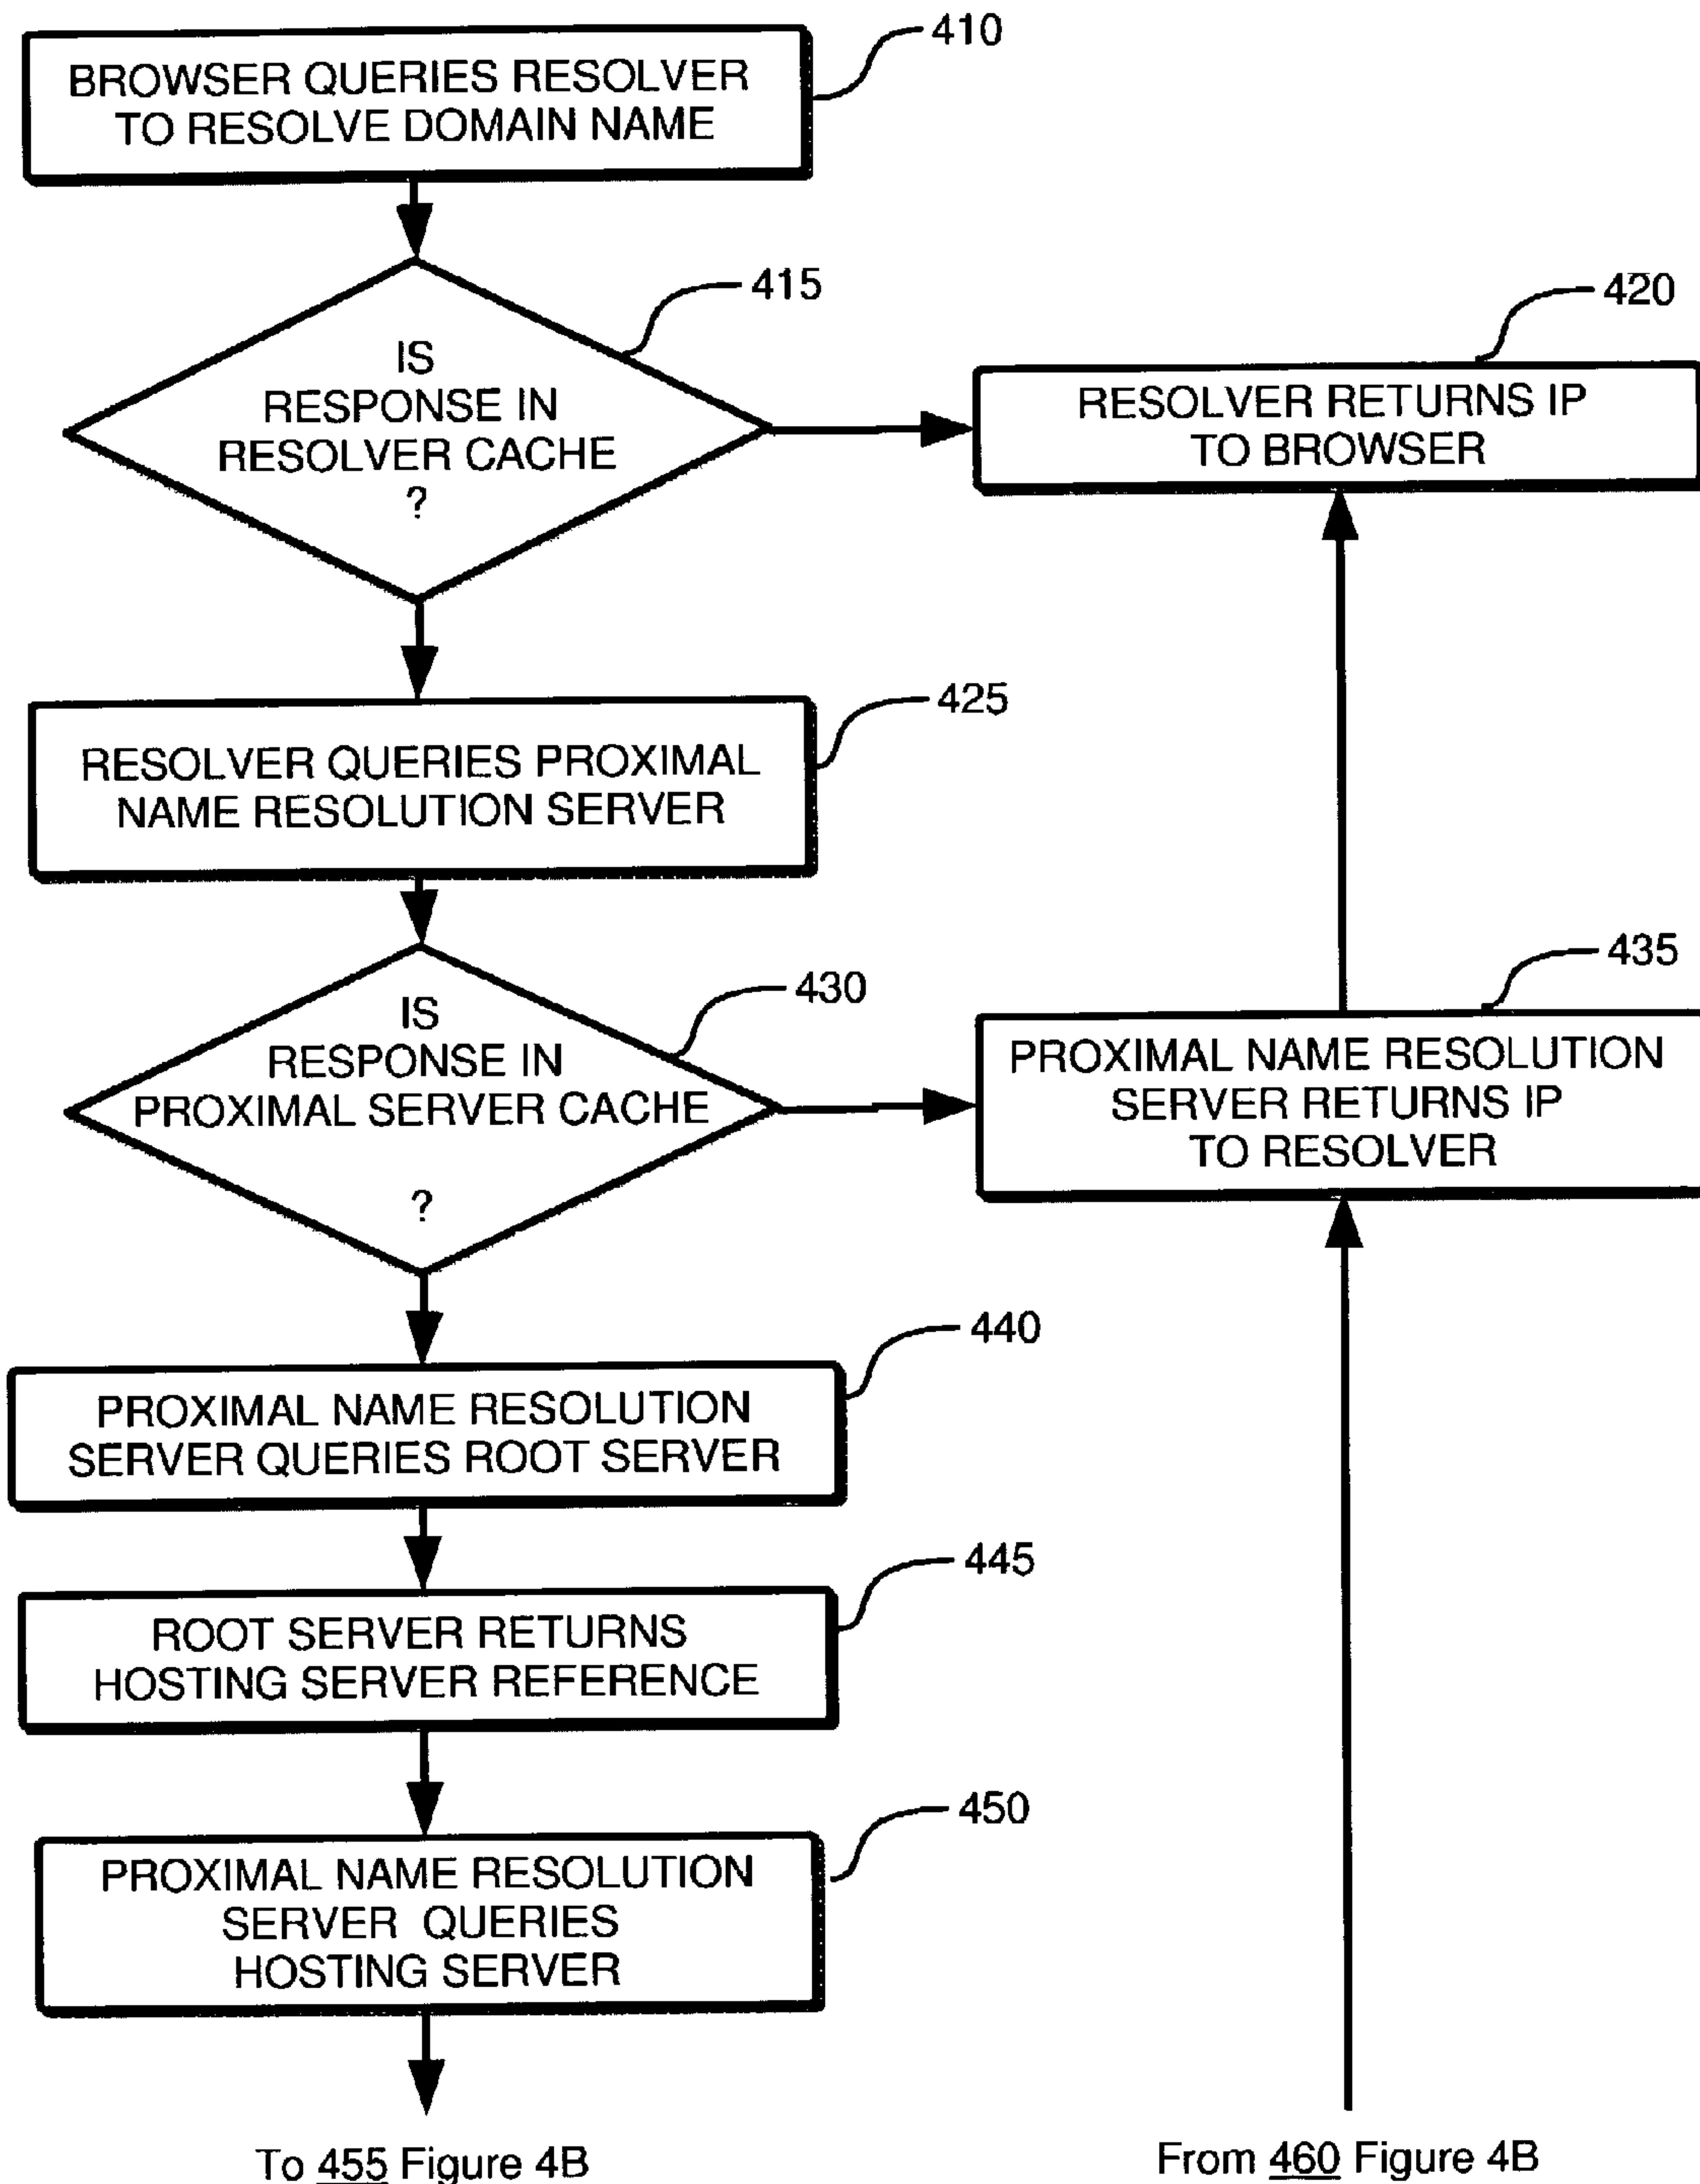 410
BROWSER QUERIES RESOLVER
TO RESOLVE DOMAIN NAME
415
IS
RESPONSE IN
RESOLVER CACHE
?
420
RESOLVER RETURNS IP
TO BROWSER
425
RESOLVER QUERIES PROXIMAL
NAME RESOLUTION SERVER
430
IS
RESPONSE IN
PROXIMAL SERVER CACHE
?
435
PROXIMAL NAME RESOLUTION
SERVER RETURNS IP
TO RESOLVER
440
PROXIMAL NAME RESOLUTION
SERVER QUERIES ROOT SERVER
445
ROOT SERVER RETURNS
HOSTING SERVER REFERENCE
450
PROXIMAL NAME RESOLUTION
SERVER QUERIES
HOSTING SERVER
To 455 Figure 4B
From 460 Figure 4B